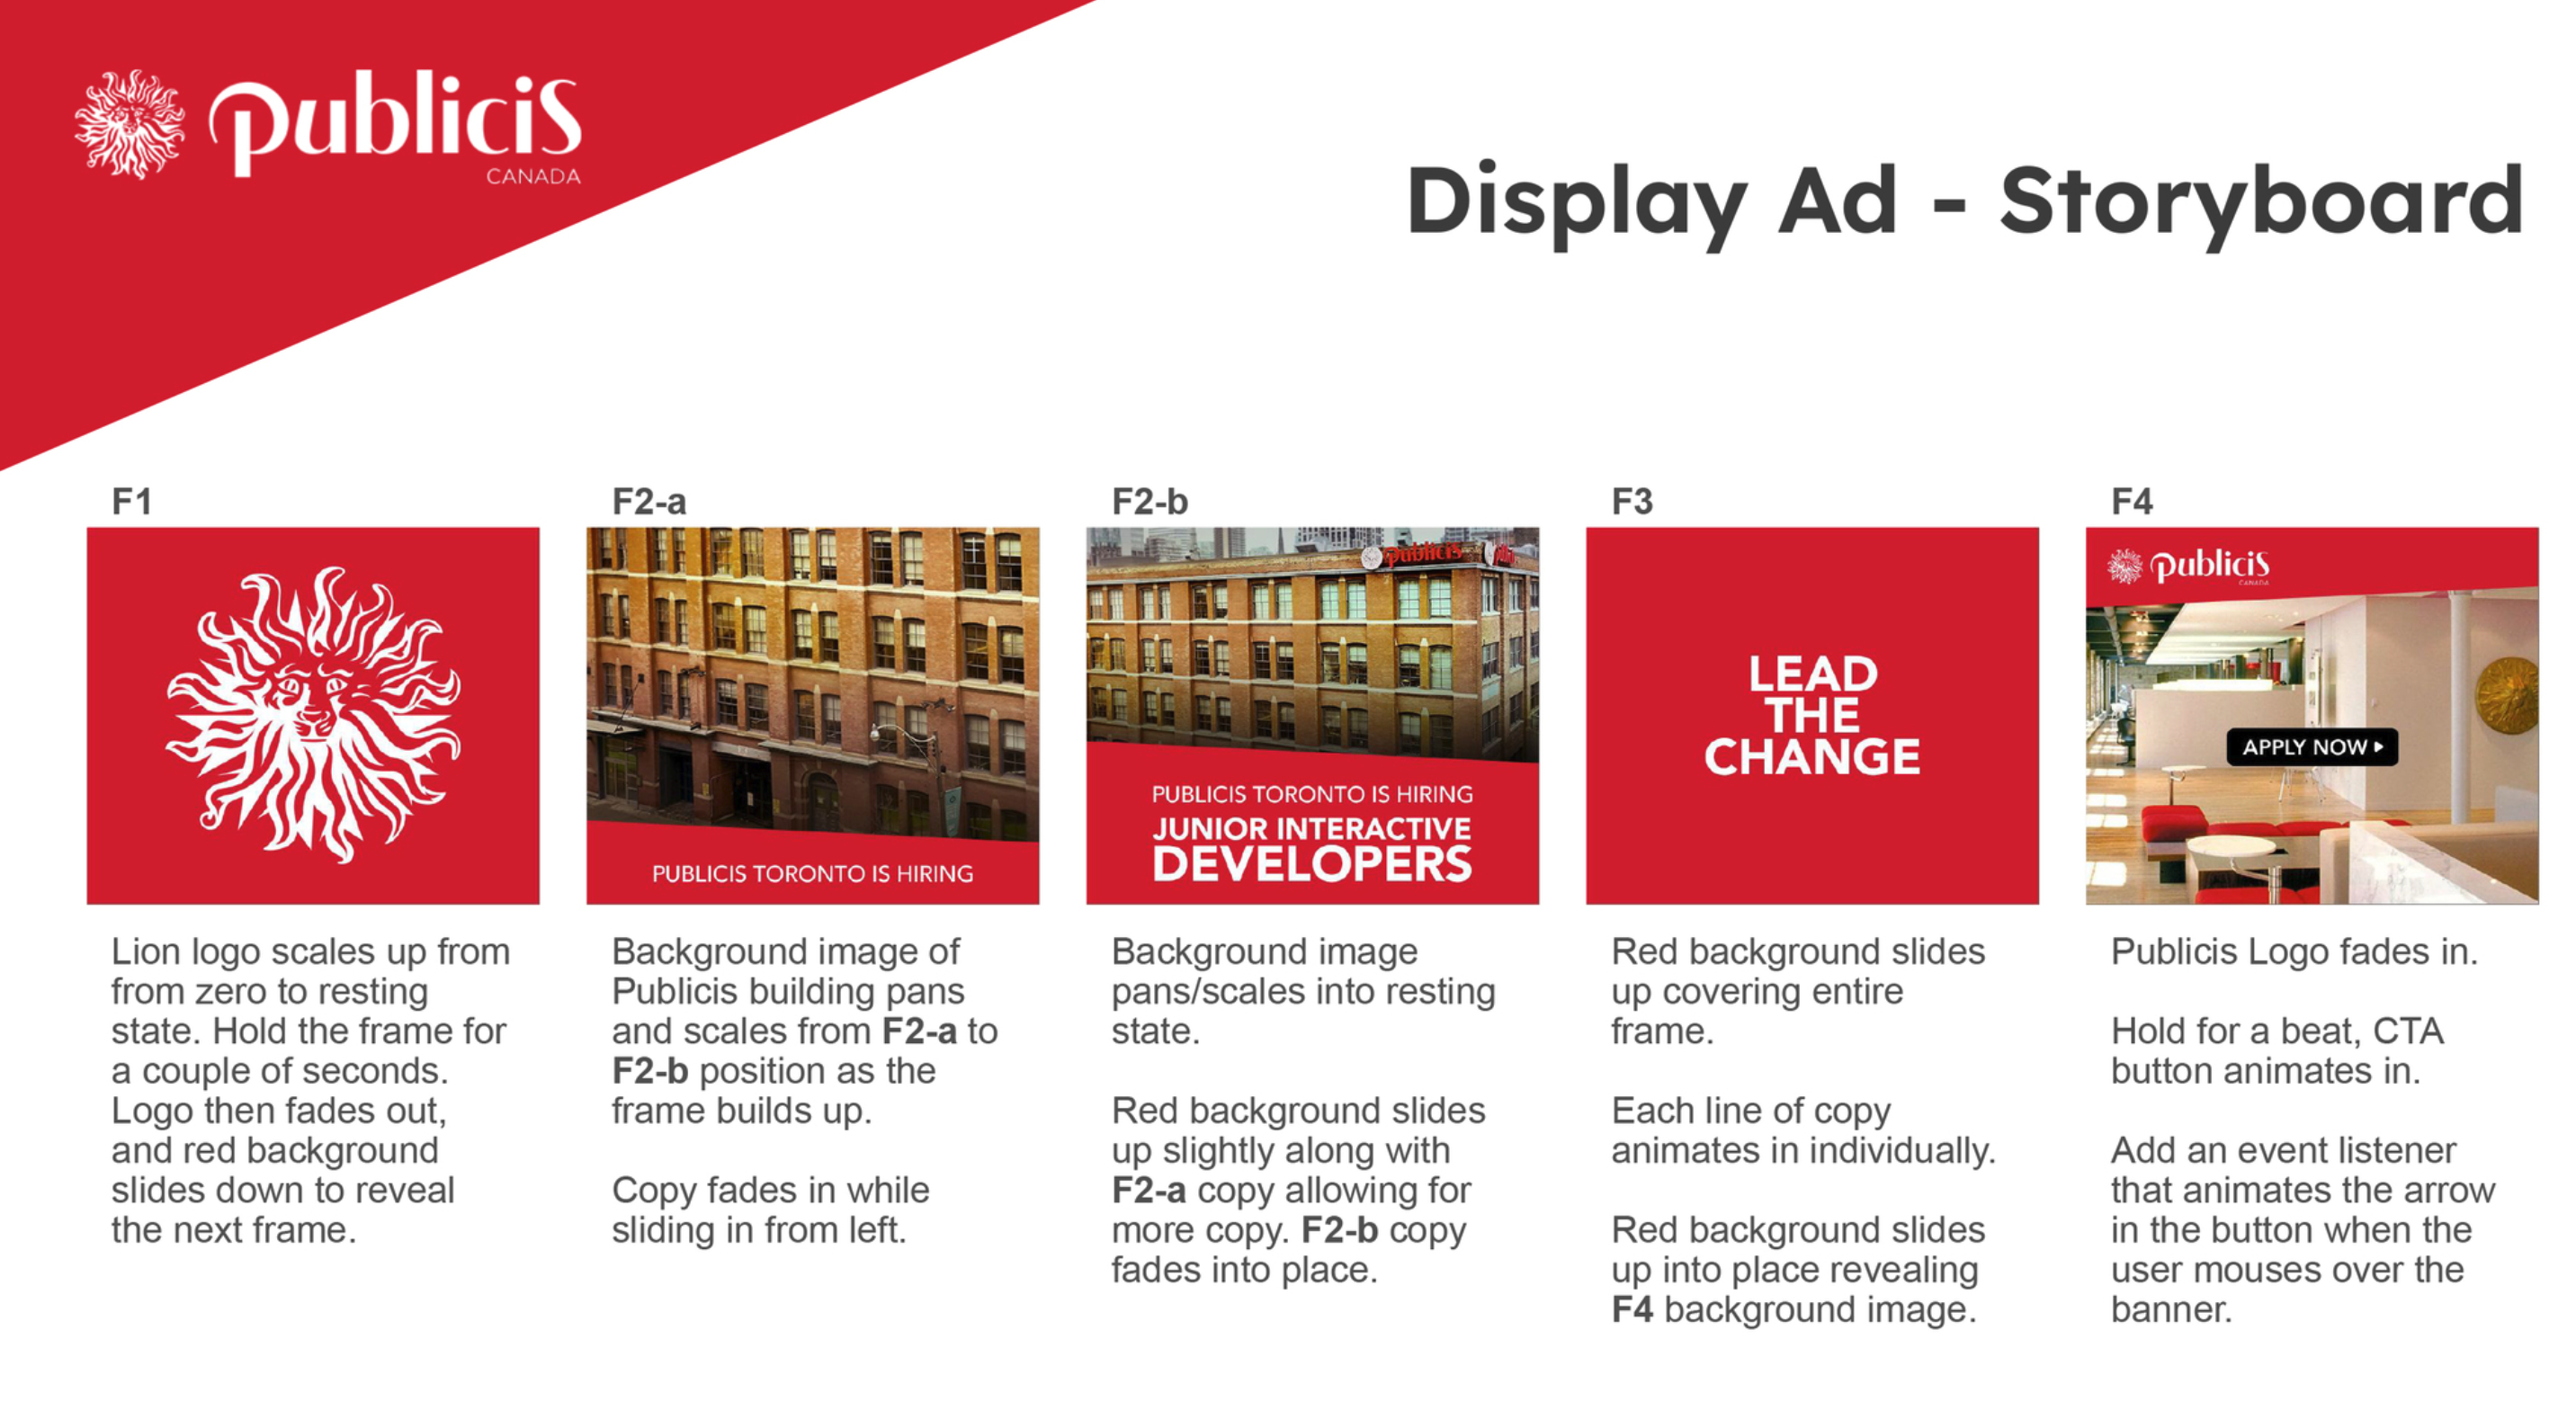 publicis
CANADA
Display Ad - Storyboard
F1
Lion logo scales up from
from zero to resting
state. Hold the frame for
a couple of seconds.
Logo then fades out,
and red background
slides down to reveal
the next frame.
F2-a
PUBLICIS TORONTO IS HIRING
Background image of
Publicis building pans
and scales from F2-a to
F2-b position as the
frame builds up.
Copy fades in while
sliding in from left.
F2-b
Publicis
PUBLICIS TORONTO IS HIRING
JUNIOR INTERACTIVE
DEVELOPERS
Background image
pans/scales into resting
state.
Red background slides
up slightly along with
F2-a copy allowing for
more copy. F2-b copy
fades into place.
F3
LEAD
THE
CHANGE
Red background slides
up covering entire
frame.
Each line of copy
animates in individually.
Red background slides
up into place revealing
F4 background image.
F4
publicis
CANADA
APPLY NOW
Publicis Logo fades in.
Hold for a beat, CTA
button animates in.
Add an event listener
that animates the arrow
in the button when the
user mouses over the
banner.